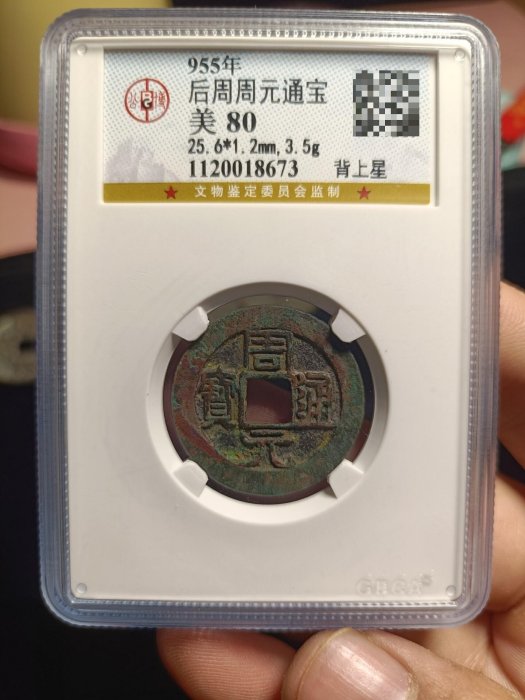 955年
后周周元通宝
美 80
25.6*1.2mm,3.5g
1120018673 背上星
★ 文物鉴定委员会监制 ★
周
寶 通
元